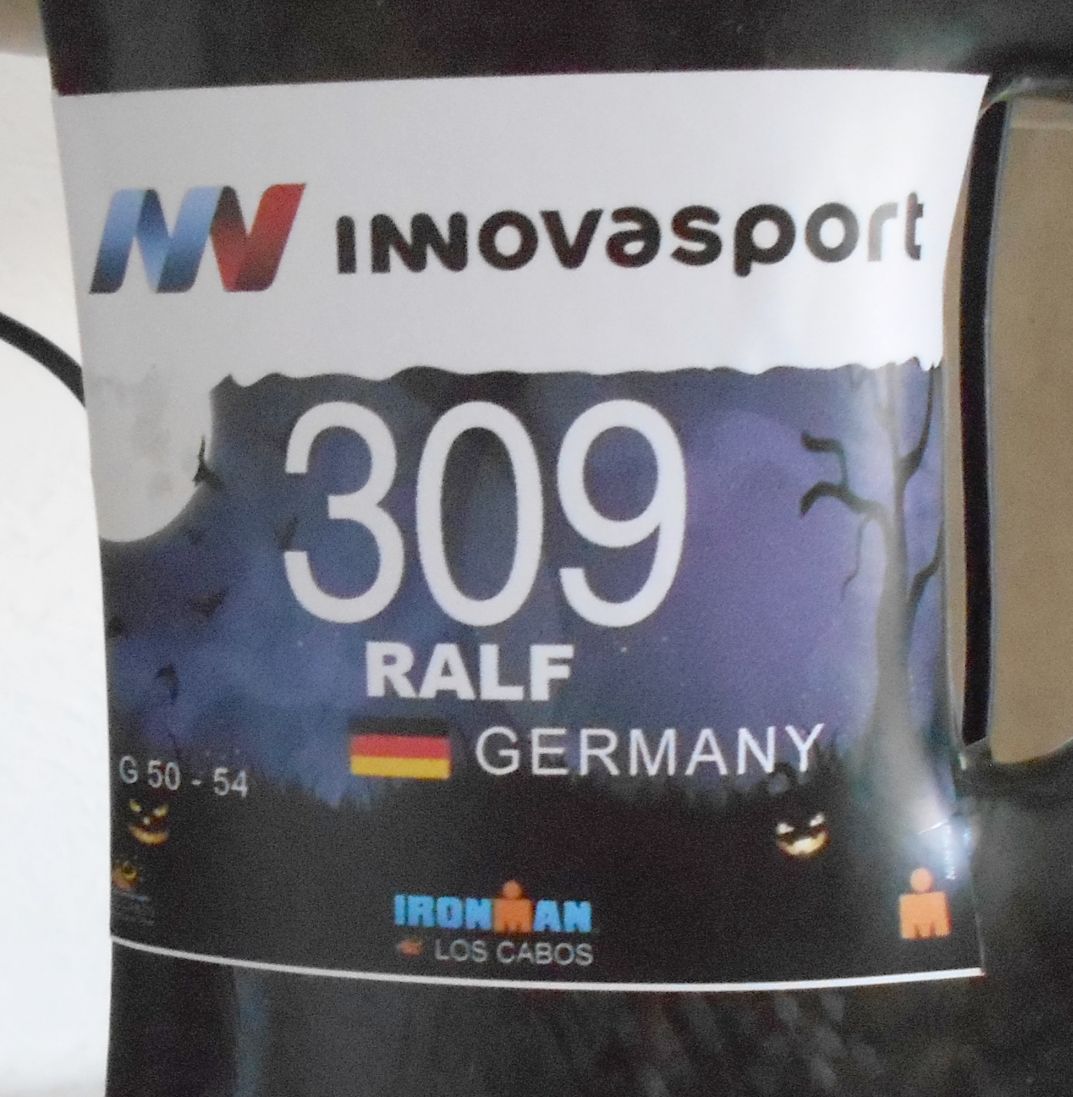 INNOVASPORT
309
RALF
GERMANY
G 50 - 54
IRONMAN
LOS CABOS